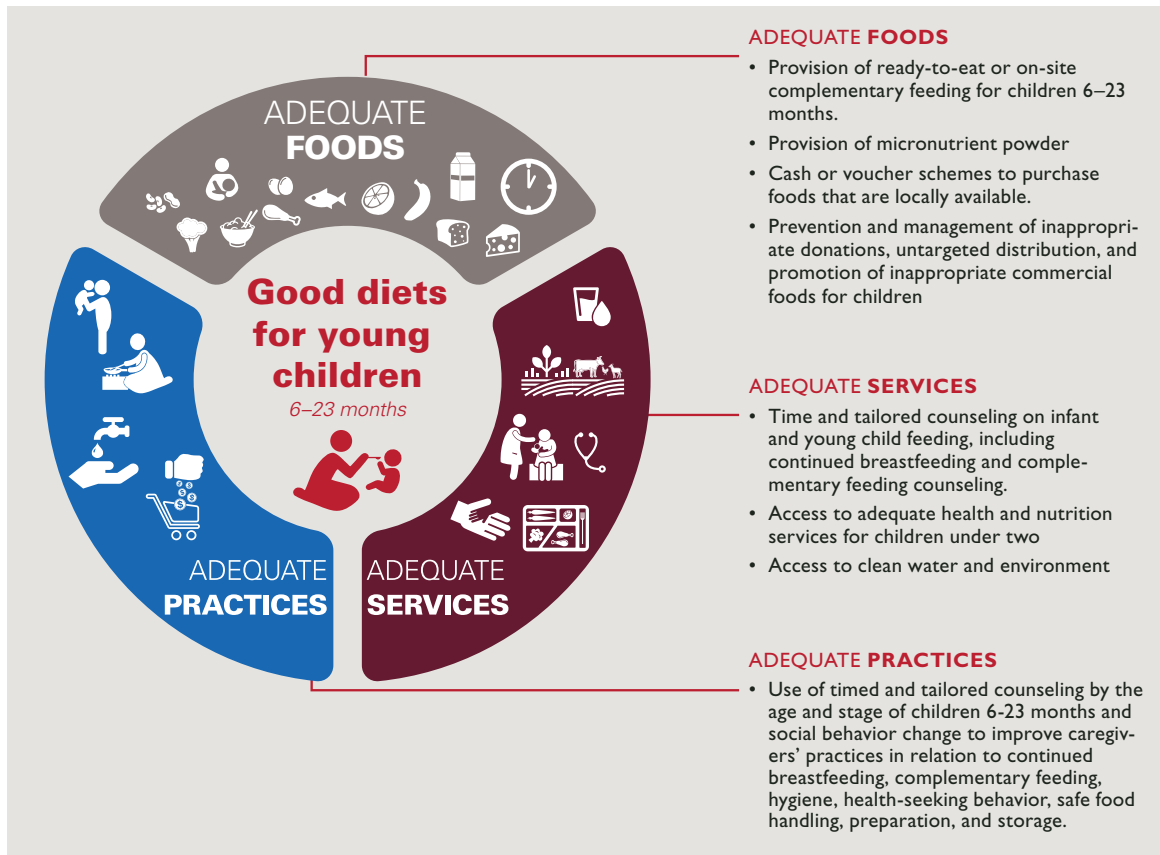 ADEQUATE
FOODS
Good diets
for young
children
6–23 months
ADEQUATE
PRACTICES
ADEQUATE
SERVICES
ADEQUATE FOODS
• Provision of ready-to-eat or on-site
complementary feeding for children 6–23
months.
• Provision of micronutrient powder
• Cash or voucher schemes to purchase
foods that are locally available.
• Prevention and management of inappropri-
ate donations, untargeted distribution, and
promotion of inappropriate commercial
foods for children
ADEQUATE SERVICES
• Time and tailored counseling on infant
and young child feeding, including
continued breastfeeding and comple-
mentary feeding counseling.
• Access to adequate health and nutrition
services for children under two
• Access to clean water and environment
ADEQUATE PRACTICES
• Use of timed and tailored counseling by the
age and stage of children 6-23 months and
social behavior change to improve caregiv-
ers’ practices in relation to continued
breastfeeding, complementary feeding,
hygiene, health-seeking behavior, safe food
handling, preparation, and storage.